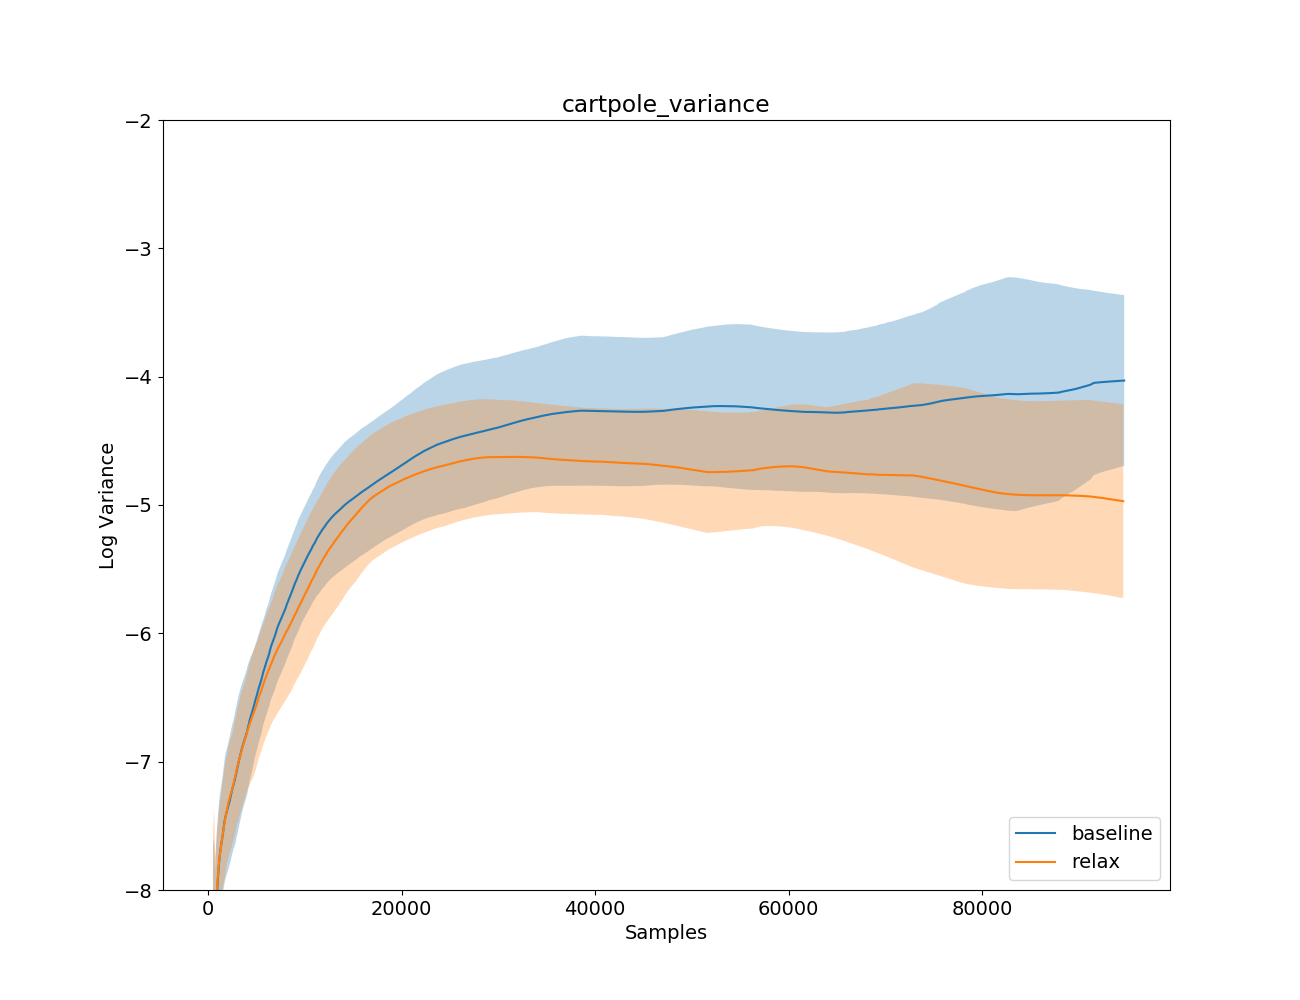 cartpole_variance
−2
−3
−4
−5
−6
−7
−8
Log Variance
0 20000 40000 60000 80000
Samples
baseline
relax